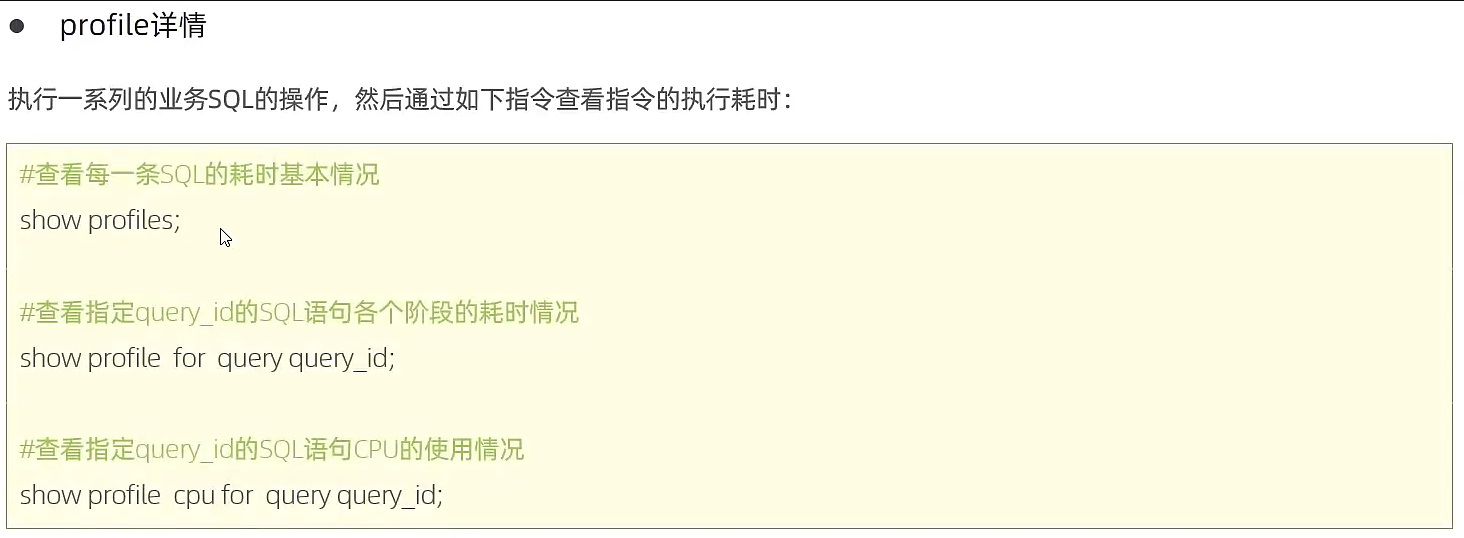 ● profile详情
执行一系列的业务SQL的操作，然后通过如下指令查看指令的执行耗时：
#查看每一条SQL的耗时基本情况
show profiles;
#查看指定query_id的SQL语句各个阶段的耗时情况
show profile for query query_id;
#查看指定query_id的SQL语句CPU的使用情况
show profile cpu for query query_id;